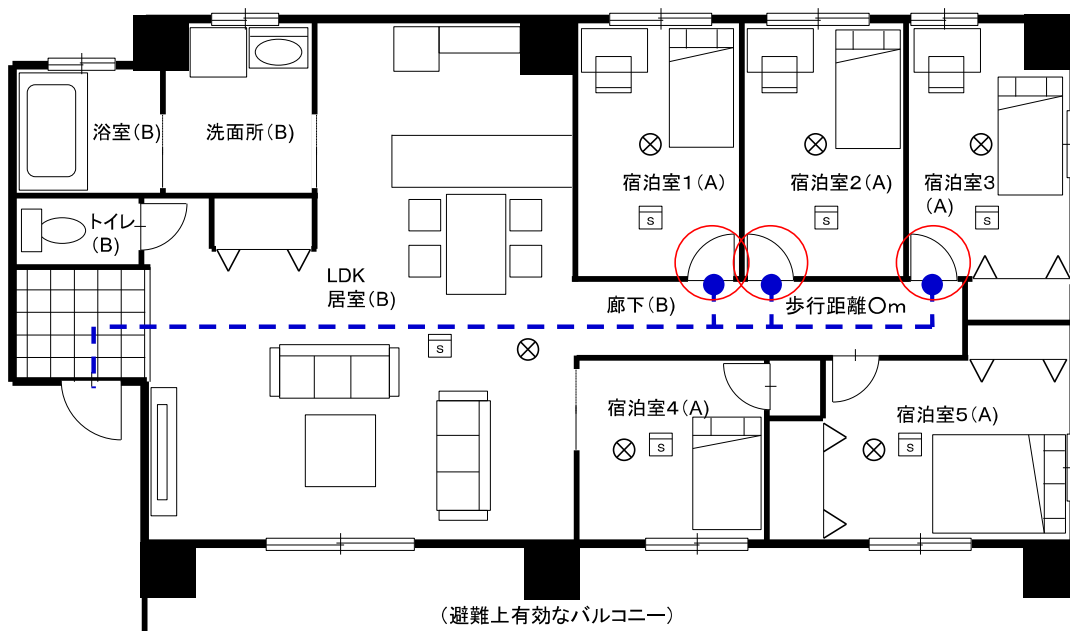 浴室(B)
洗面所(B)
宿泊室1(A)
宿泊室2(A)
宿泊室3
(A)
トイレ
(B)
S
S
S
LDK
居室(B)
廊下(B)
歩行距離〇m
S
宿泊室4(A)
宿泊室5(A)
S
S
(避難上有効なバルコニー)